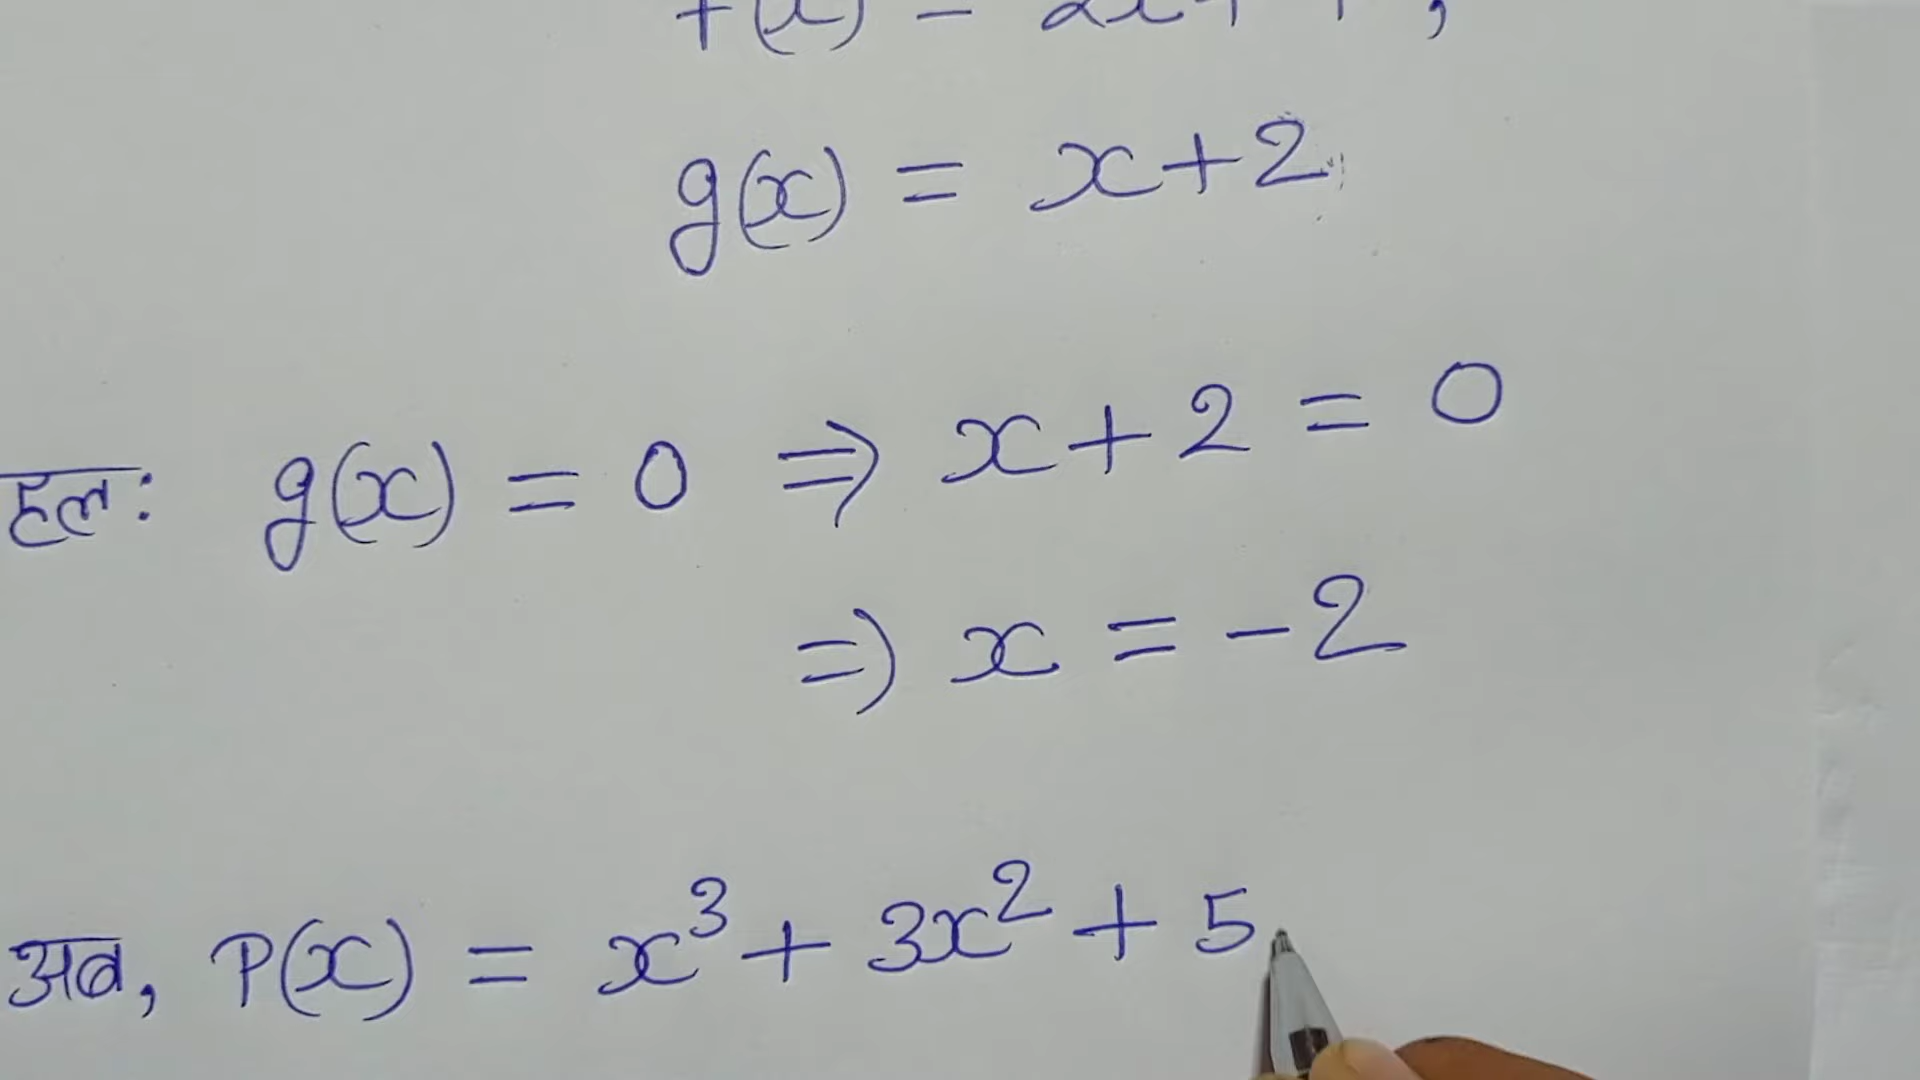 g(x) = x+2
हलः g(x) = 0 ⇒ x+2 = 0
⇒ x = -2
अब, P(x) = x³ + 3x² + 5